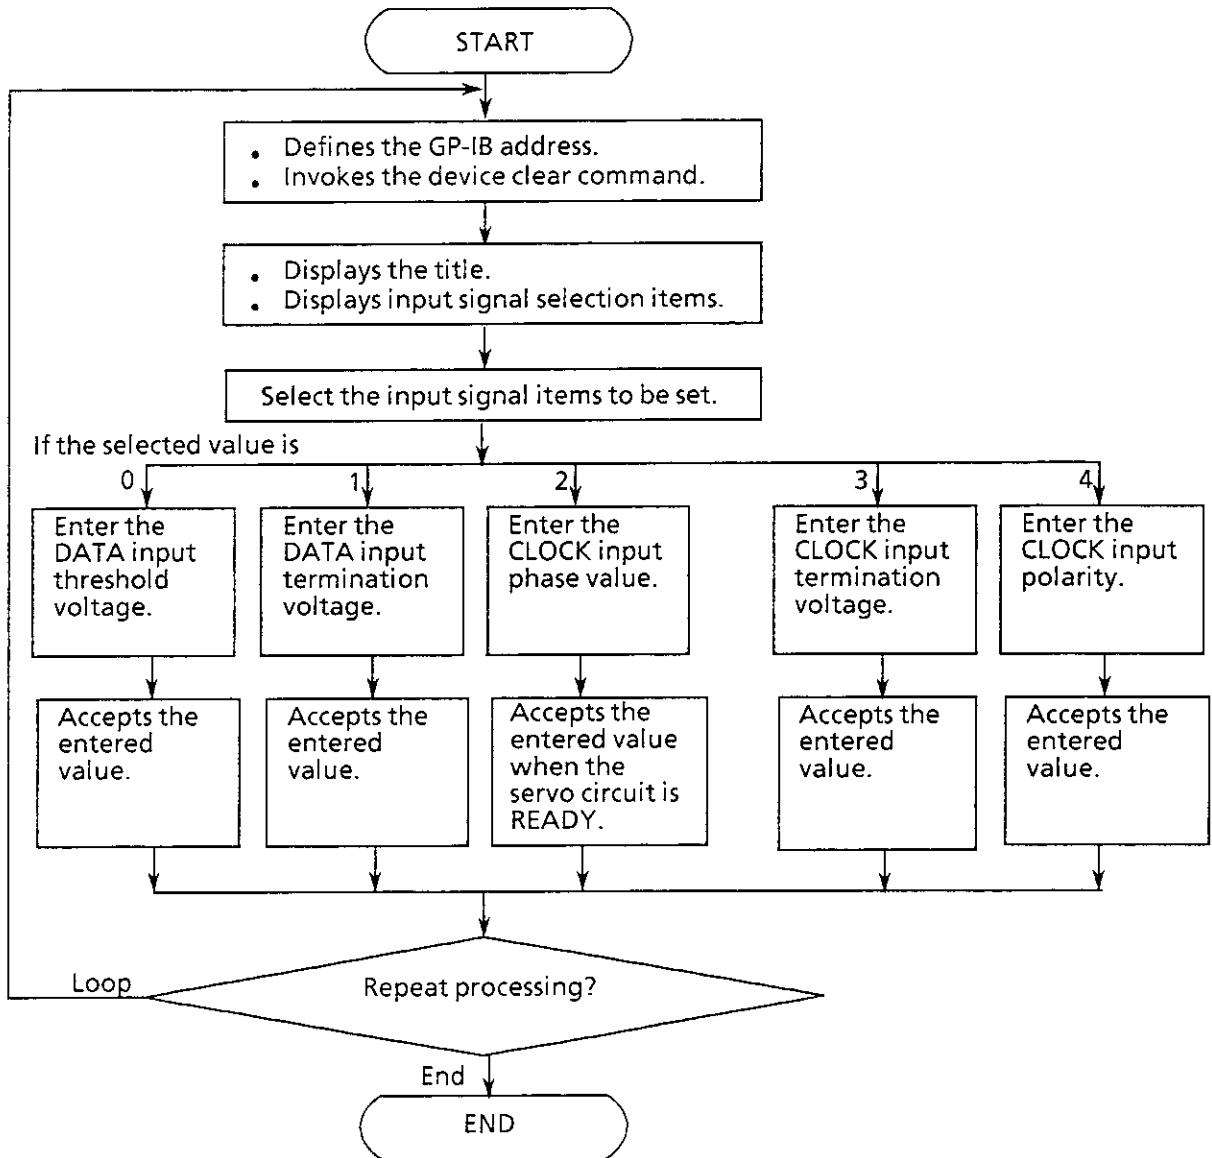 START
• Defines the GP-IB address.
• Invokes the device clear command.
• Displays the title.
• Displays input signal selection items.
Select the input signal items to be set.
If the selected value is
0
1
2
3
4
Enter the
DATA input
threshold
voltage.
Enter the
DATA input
termination
voltage.
Enter the
CLOCK input
phase value.
Enter the
CLOCK input
termination
voltage.
Enter the
CLOCK input
polarity.
Accepts the
entered
value.
Accepts the
entered
value.
Accepts the
entered value
when the
servo circuit is
READY.
Accepts the
entered
value.
Accepts the
entered
value.
Loop
Repeat processing?
End
END